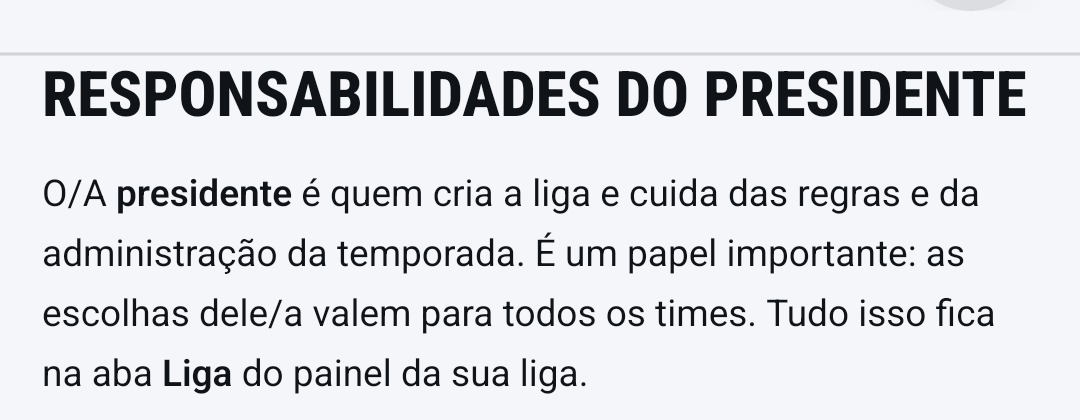 RESPONSABILIDADES DO PRESIDENTE
O/A presidente é quem cria a liga e cuida das regras e da
administração da temporada. É um papel importante: as
escolhas dele/a valem para todos os times. Tudo isso fica
na aba Liga do painel da sua liga.